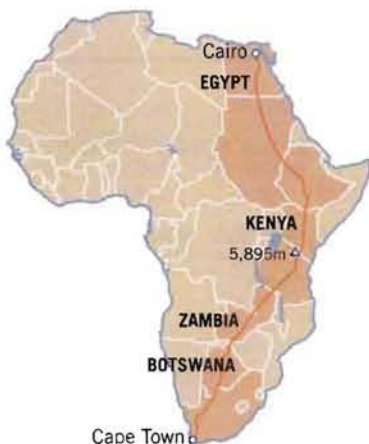 Cairo
EGYPT
KENYA
5,895m
ZAMBIA
BOTSWANA
Cape Town